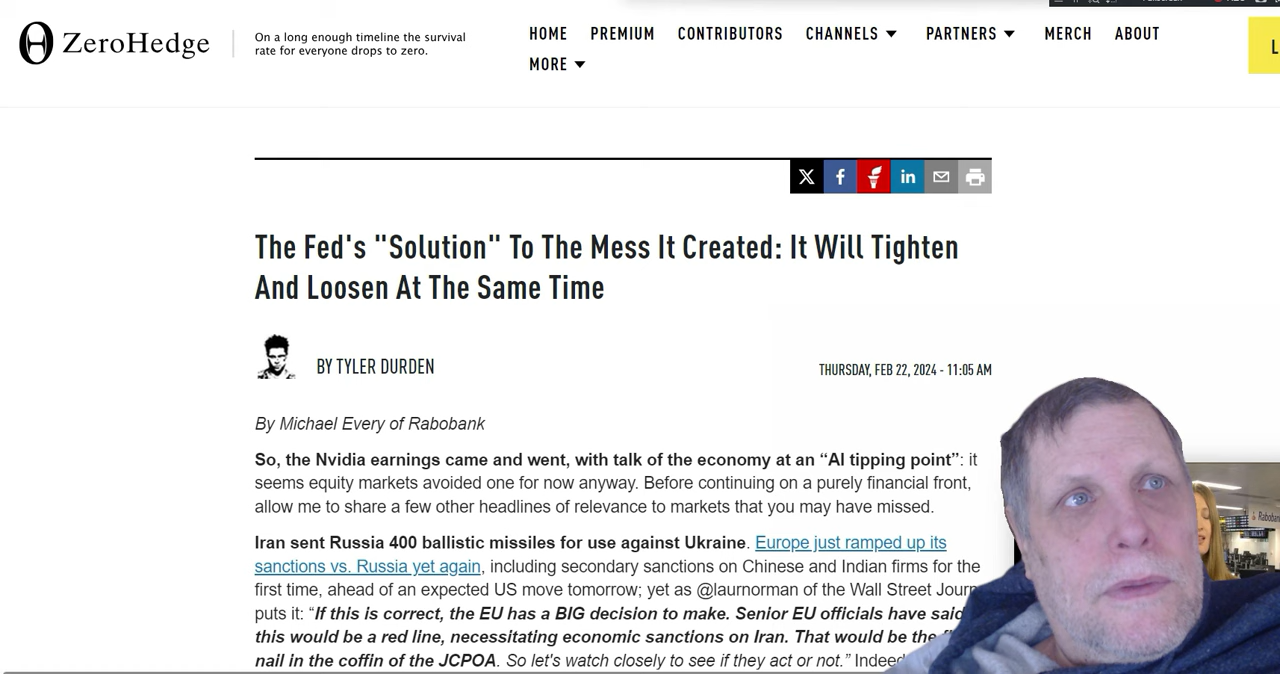 ZeroHedge
On a long enough timeline the survival
rate for everyone drops to zero.
HOME PREMIUM CONTRIBUTORS CHANNELS PARTNERS MERCH ABOUT
MORE
L
in
The Fed's "Solution" To The Mess It Created: It Will Tighten
And Loosen At The Same Time
BY TYLER DURDEN
THURSDAY, FEB 22, 2024 - 11:05 AM
By Michael Every of Rabobank
So, the Nvidia earnings came and went, with talk of the economy at an “AI tipping point”: it
seems equity markets avoided one for now anyway. Before continuing on a purely financial front,
allow me to share a few other headlines of relevance to markets that you may have missed.
Iran sent Russia 400 ballistic missiles for use against Ukraine. Europe just ramped up its
sanctions vs. Russia yet again, including secondary sanctions on Chinese and Indian firms for the
first time, ahead of an expected US move tomorrow; yet as @laurnorman of the Wall Street Journ
puts it: “If this is correct, the EU has a BIG decision to make. Senior EU officials have said
this would be a red line, necessitating economic sanctions on Iran. That would be the
nail in the coffin of the JCPOA. So let's watch closely to see if they act or not.” Indeed